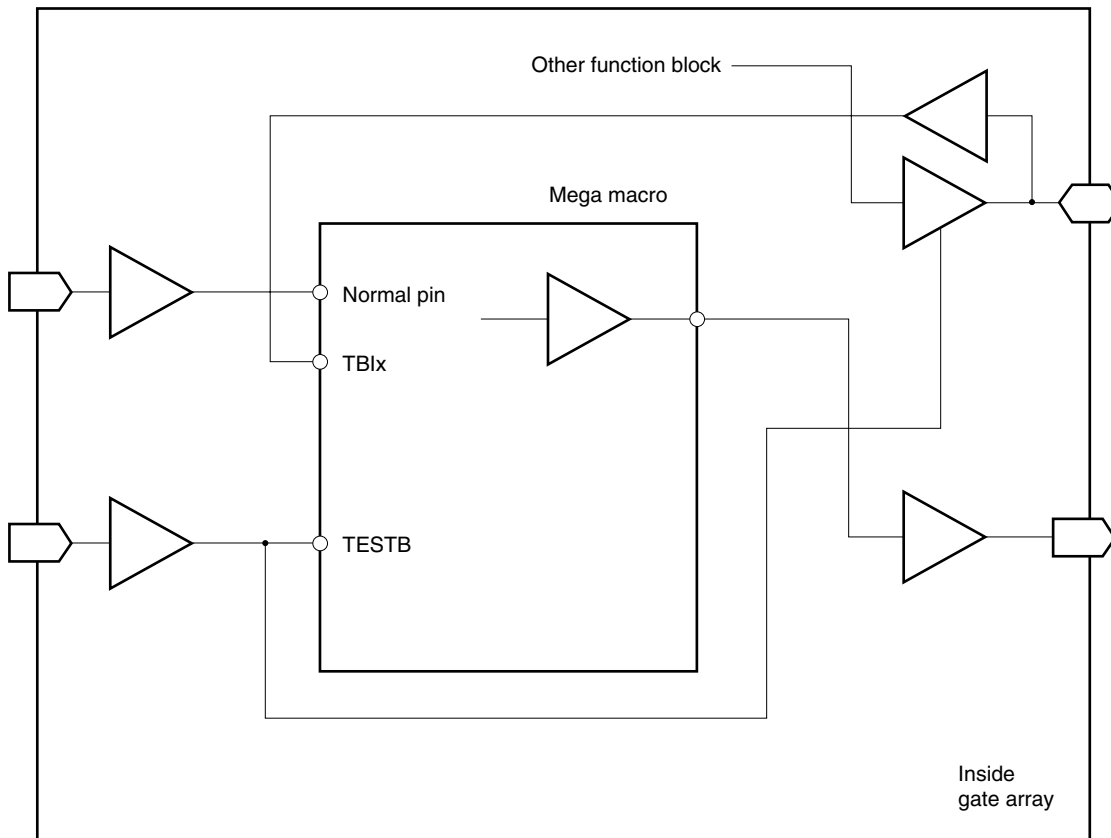 Other function block
Mega macro
Normal pin
TBIx
TESTB
Inside
gate array